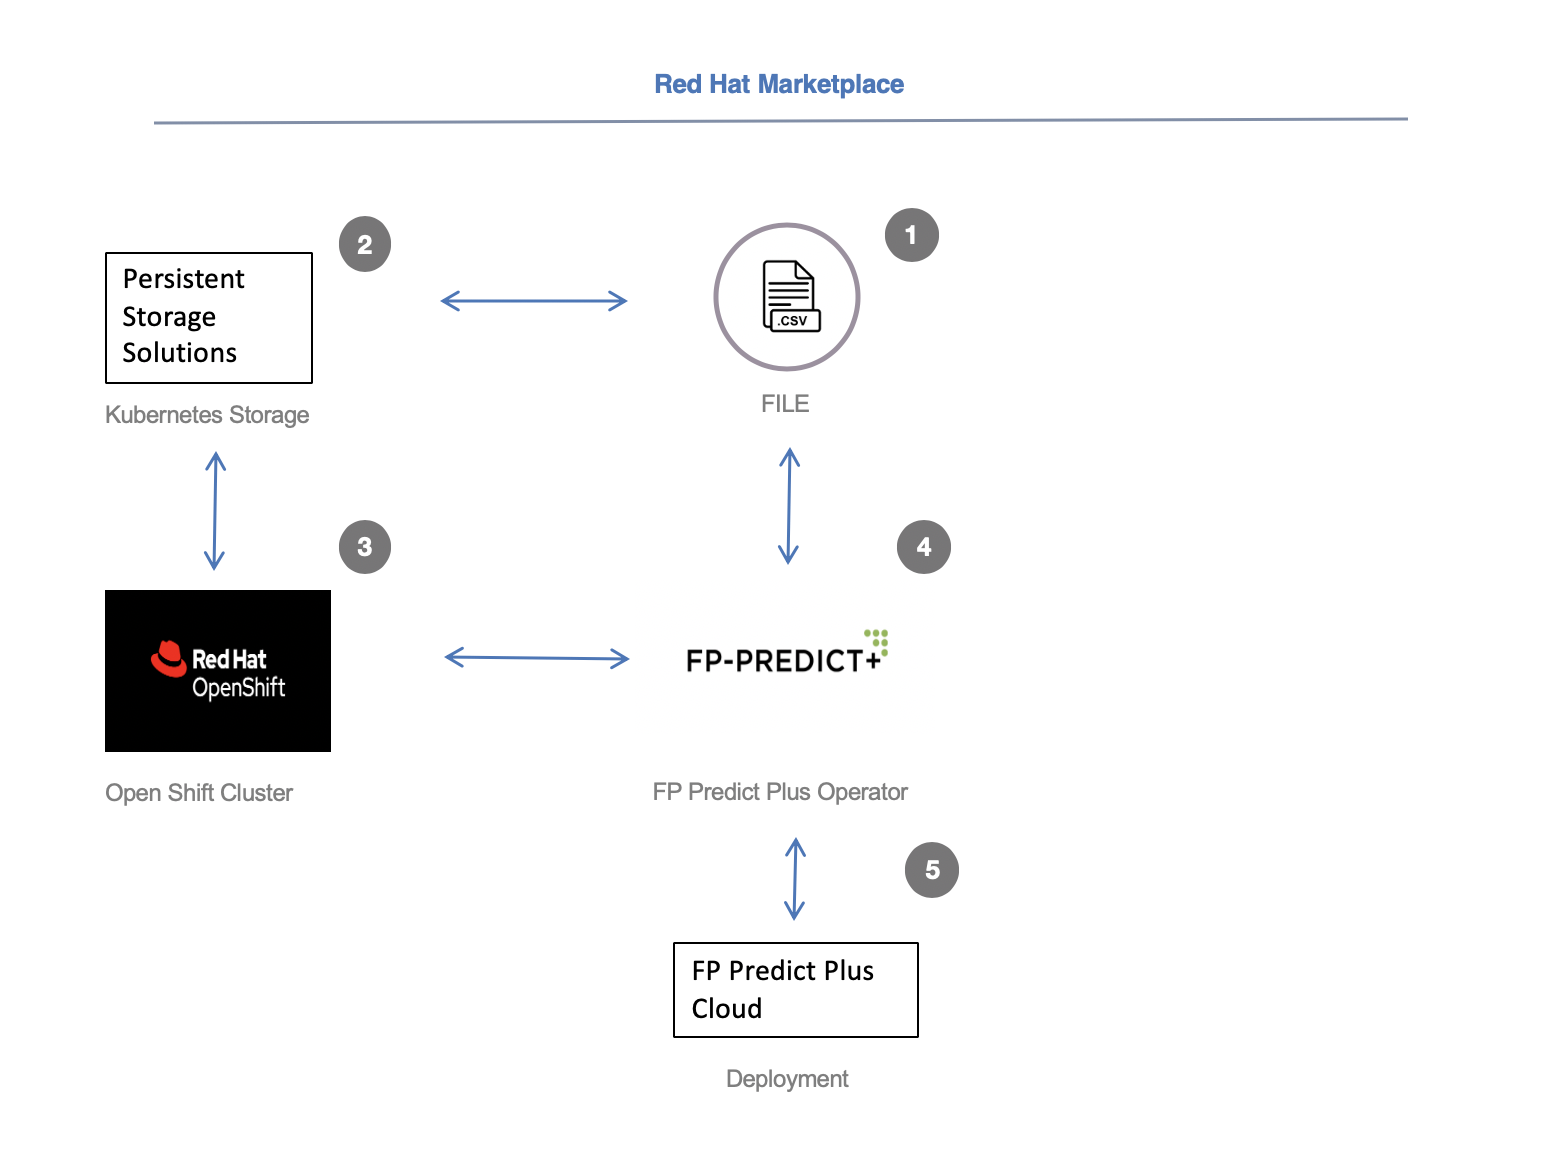 Red Hat Marketplace
2
1
Persistent
Storage
Solutions
.CSV
Kubernetes Storage
FILE
3
4
Red Hat
OpenShift
FP-PREDICT+
Open Shift Cluster
FP Predict Plus Operator
5
FP Predict Plus
Cloud
Deployment